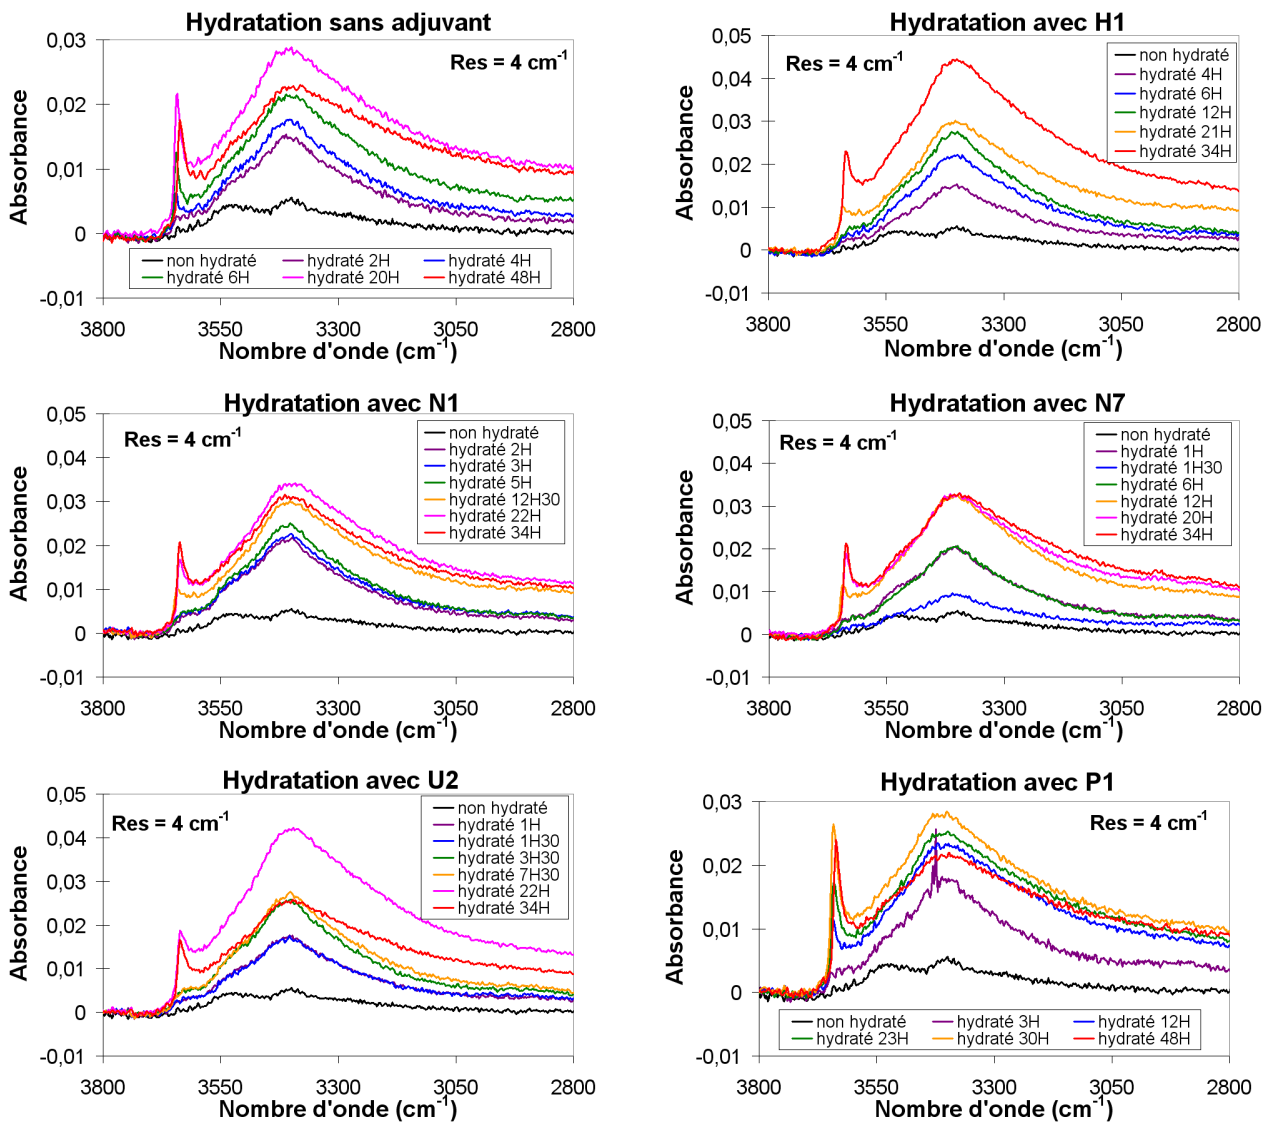 Hydratation sans adjuvant
0,03
0,02
0,01
0
-0,01
Absorbance
Res = 4 cm-1
non hydraté hydraté 2H hydraté 4H
hydraté 6H hydraté 20H hydraté 48H
3800 3550 3300 3050 2800
Nombre d'onde (cm-1)
Hydratation avec H1
0,05
0,04
0,03
0,02
0,01
0
-0,01
Absorbance
Res = 4 cm-1
non hydraté
hydraté 4H
hydraté 6H
hydraté 12H
hydraté 21H
hydraté 34H
3800 3550 3300 3050 2800
Nombre d'onde (cm-1)
Hydratation avec N1
0,05
0,04
0,03
0,02
0,01
0
-0,01
Absorbance
Res = 4 cm-1
non hydraté
hydraté 2H
hydraté 3H
hydraté 5H
hydraté 12H30
hydraté 22H
hydraté 34H
3800 3550 3300 3050 2800
Nombre d'onde (cm-1)
Hydratation avec N7
0,05
0,04
0,03
0,02
0,01
0
-0,01
Absorbance
Res = 4 cm-1
non hydraté
hydraté 1H
hydraté 1H30
hydraté 6H
hydraté 12H
hydraté 20H
hydraté 34H
3800 3550 3300 3050 2800
Nombre d'onde (cm-1)
Hydratation avec U2
0,05
0,04
0,03
0,02
0,01
0
-0,01
Absorbance
Res = 4 cm-1
non hydraté
hydraté 1H
hydraté 1H30
hydraté 3H30
hydraté 7H30
hydraté 22H
hydraté 34H
3800 3550 3300 3050 2800
Nombre d'onde (cm-1)
Hydratation avec P1
0,03
0,02
0,01
0
-0,01
Absorbance
Res = 4 cm-1
non hydraté hydraté 3H hydraté 12H
hydraté 23H hydraté 30H hydraté 48H
3800 3550 3300 3050 2800
Nombre d'onde (cm-1)